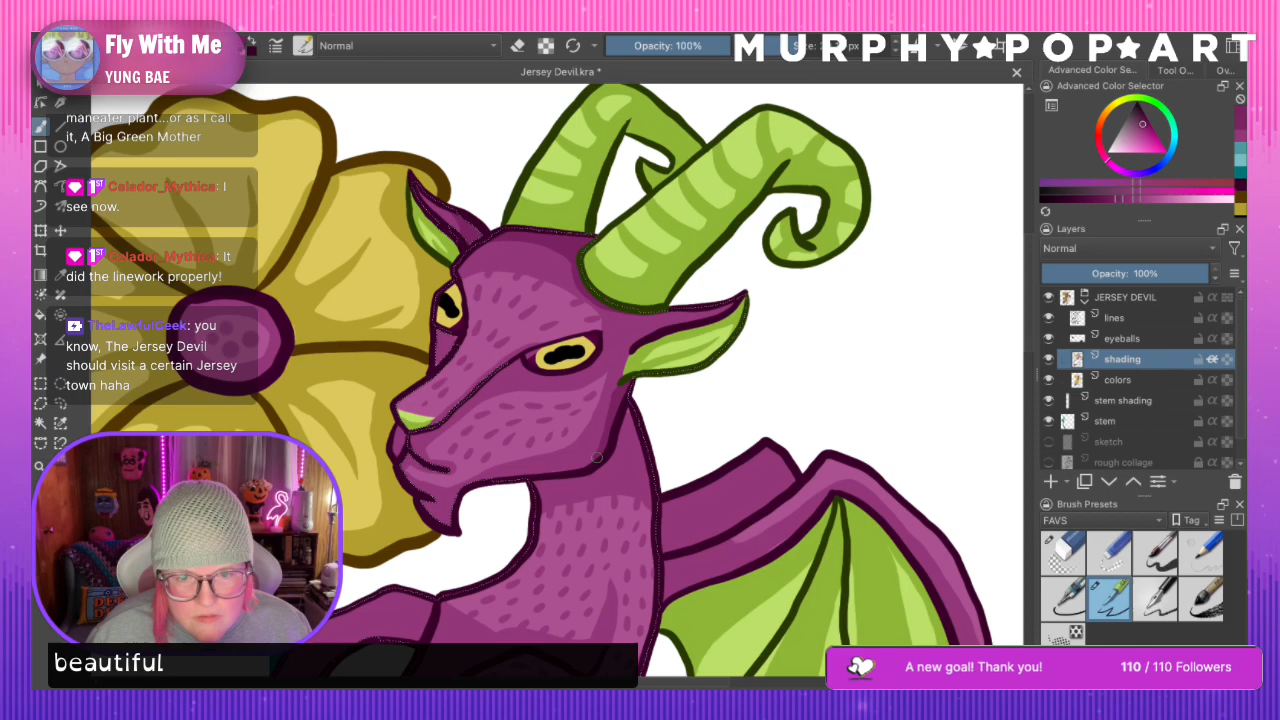 Fly With Me
YUNG BAE
Normal
Opacity: 100%
MURPHY★POP★ART
Jersey Devil.kra *
Advanced Color Se...
Tool O...
Ov...
Advanced Color Selector
maneater plant...or as I call
it, A Big Green Mother
1ST Calador_Mythica: I
see now.
1ST Calador_Mythica: It
did the linework properly!
TheLawfulGeek: you
know, The Jersey Devil
should visit a certain Jersey
town haha
Layers
Normal
Opacity: 100%
JERSEY DEVIL
lines
eyeballs
shading
colors
stem shading
stem
sketch
rough collage
Brush Presets
FAVS
Tag
beautiful
A new goal! Thank you!
110 / 110 Followers